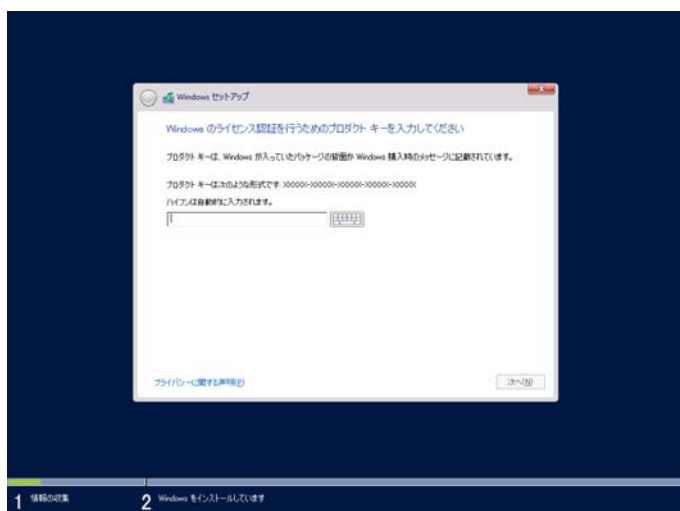 Windows セットアップ
Windows のライセンス認証を行うためのプロダクト キーを入力してください
プロダクト キーは、Windows が入っていたパッケージの背面か Windows 購入時のメッセージに記載されています。
プロダクト キーは次のような形式です: XXXXX-XXXXX-XXXXX-XXXXX-XXXXX
ハイフンは自動的に入力されます。
プライバシーに関する声明(P)
次へ(N)
1 情報の収集
2 Windows をインストールしています